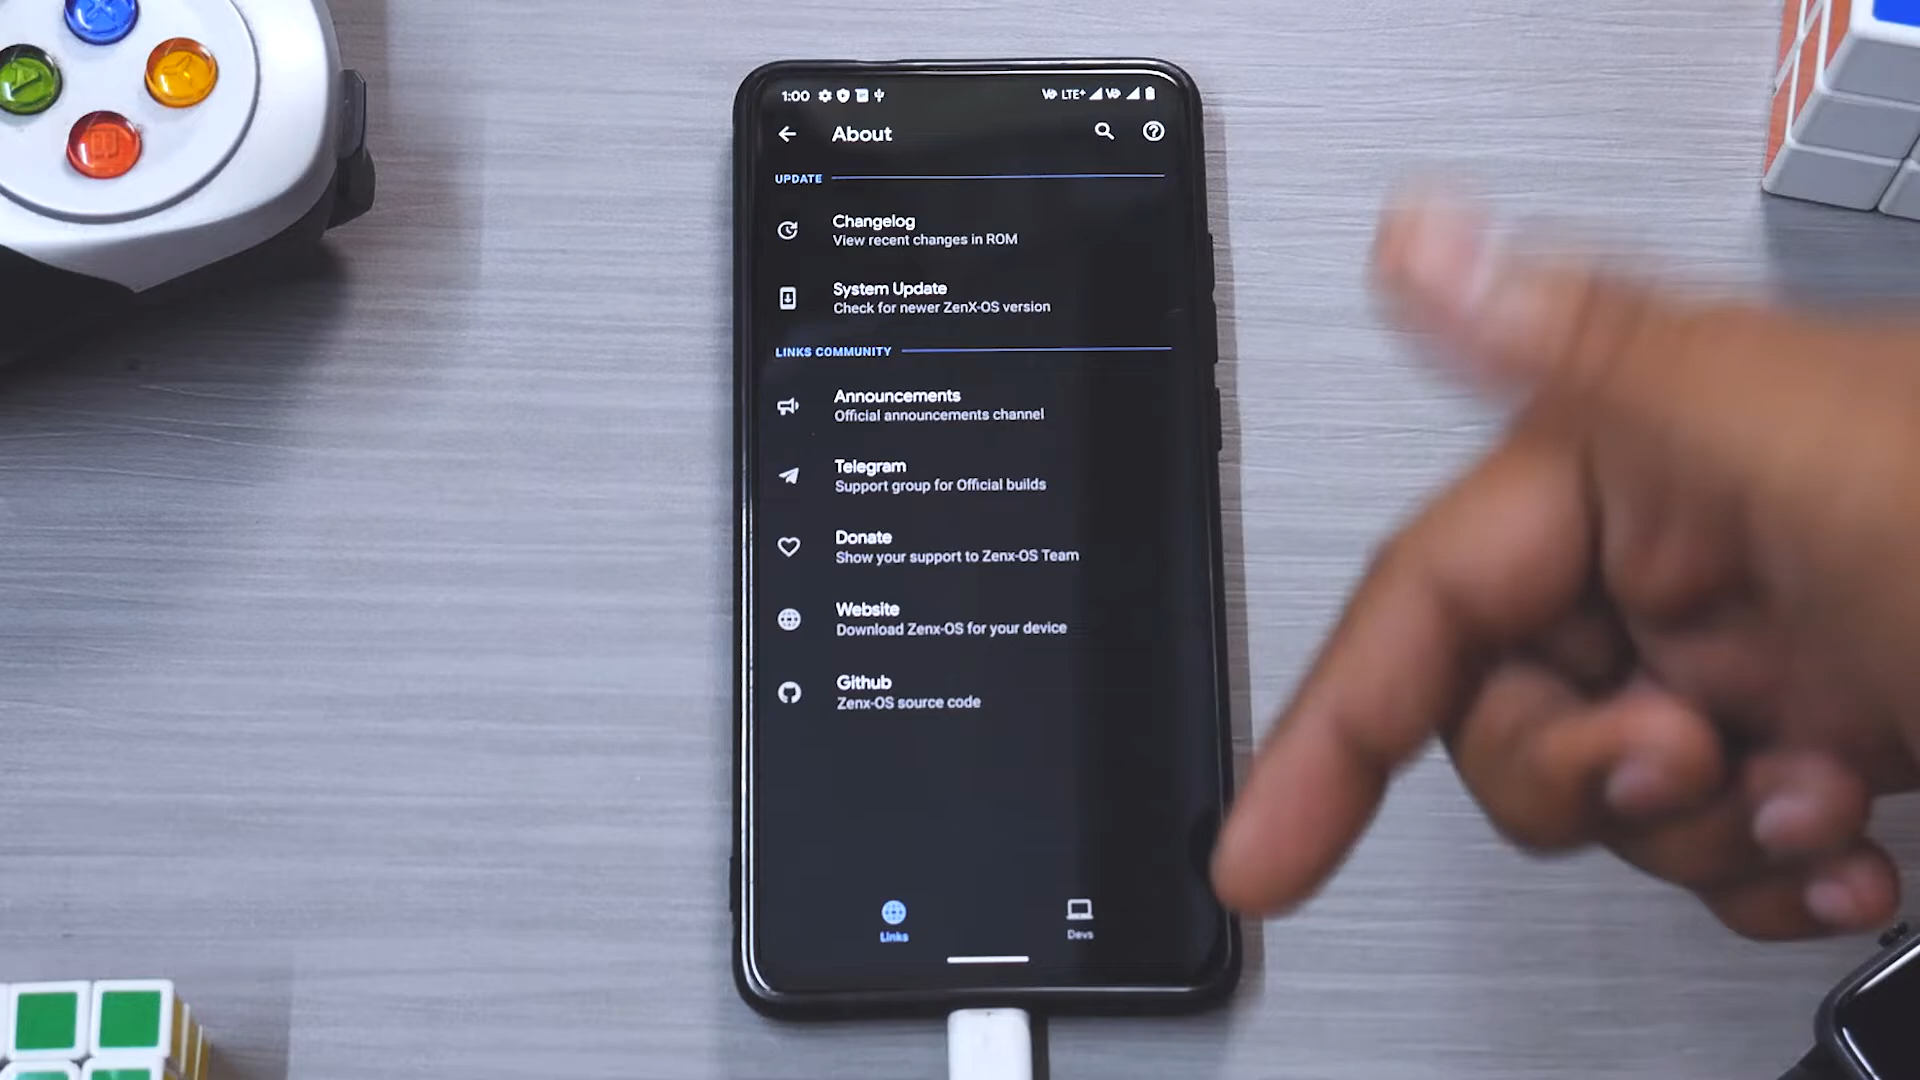 1:00
LTE+
About
UPDATE
Changelog
View recent changes in ROM
System Update
Check for newer ZenX-OS version
LINKS COMMUNITY
Announcements
Official announcements channel
Telegram
Support group for Official builds
Donate
Show your support to Zenx-OS Team
Website
Download Zenx-OS for your device
Github
Zenx-OS source code
Links
Devs